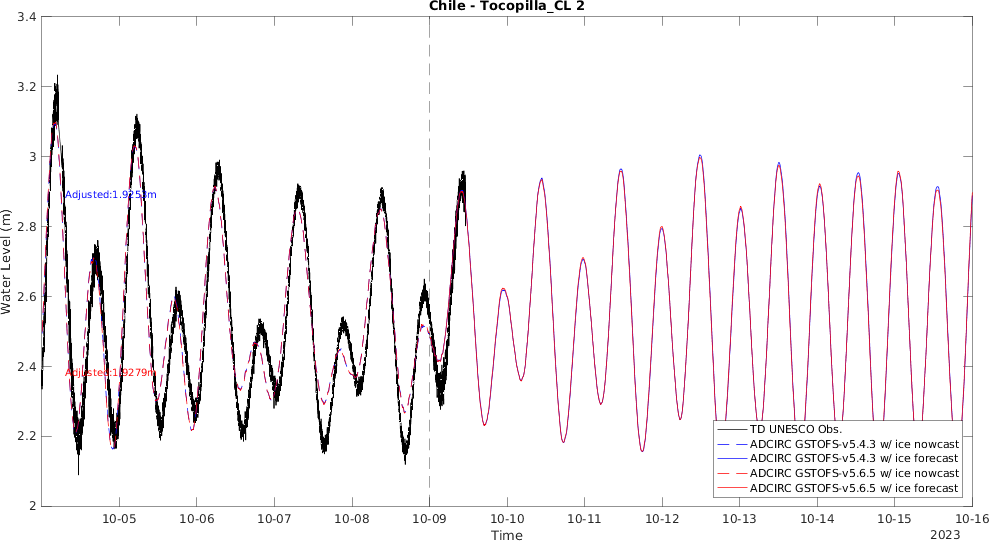 Chile - Tocopilla_CL 2
3.4
3.2
3
2.8
2.6
2.4
2.2
2
Water Level (m)
Adjusted:1.9253m
Adjusted:1.9279m
TD UNESCO Obs.
ADCIRC GSTOFS-v5.4.3 w/ ice nowcast
ADCIRC GSTOFS-v5.4.3 w/ ice forecast
ADCIRC GSTOFS-v5.6.5 w/ ice nowcast
ADCIRC GSTOFS-v5.6.5 w/ ice forecast
10-05 10-06 10-07 10-08 10-09 10-10 10-11 10-12 10-13 10-14 10-15 10-16
Time
2023